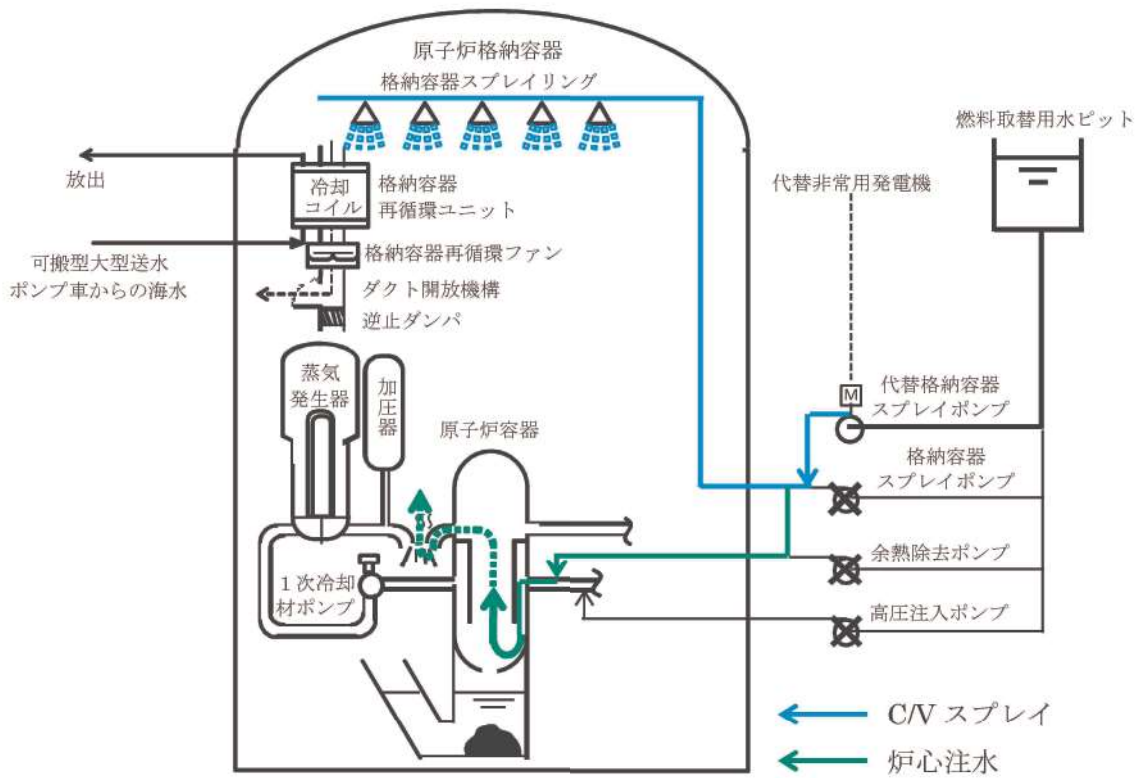 原子炉格納容器
格納容器スプレイリング
燃料取替用水ピット
放出
冷却
コイル
格納容器
再循環ユニット
代替非常用発電機
格納容器再循環ファン
可搬型大型送水
ポンプ車からの海水
ダクト開放機構
逆止ダンパ
蒸気
発生器
加圧器
原子炉容器
M
代替格納容器
スプレイポンプ
格納容器
スプレイポンプ
余熱除去ポンプ
1次冷却
材ポンプ
高圧注入ポンプ
C/V スプレイ
炉心注水